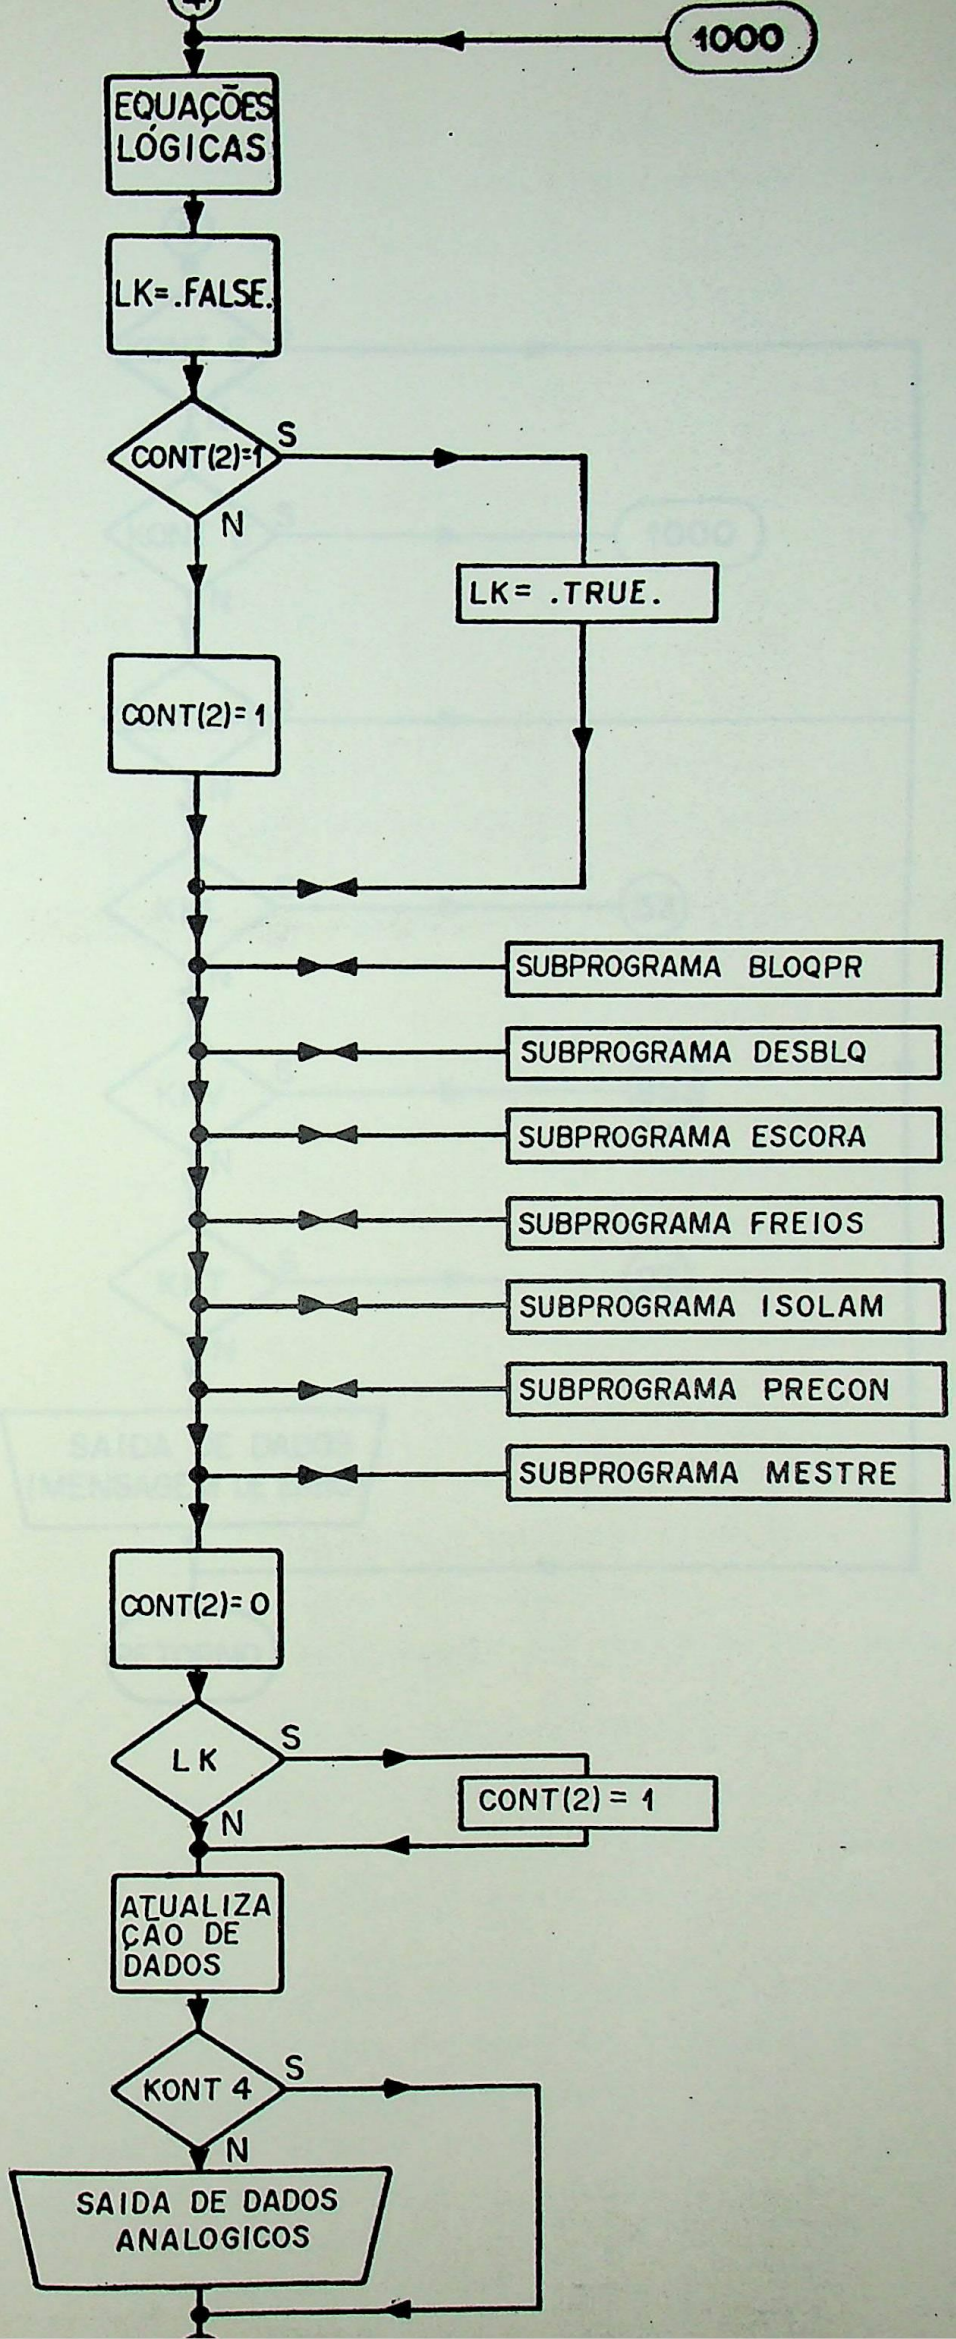 1000
EQUAÇÕES
LÓGICAS
LK=.FALSE.
CONT(2)=1
S
N
LK= .TRUE.
CONT(2)=1
SUBPROGRAMA BLOQPR
SUBPROGRAMA DESBLQ
SUBPROGRAMA ESCORA
SUBPROGRAMA FREIOS
SUBPROGRAMA ISOLAM
SUBPROGRAMA PRECON
SUBPROGRAMA MESTRE
CONT(2)=0
LK
S
N
CONT(2) = 1
ATUALIZA
ÇÃO DE
DADOS
KONT 4
S
N
SAIDA DE DADOS
ANALOGICOS